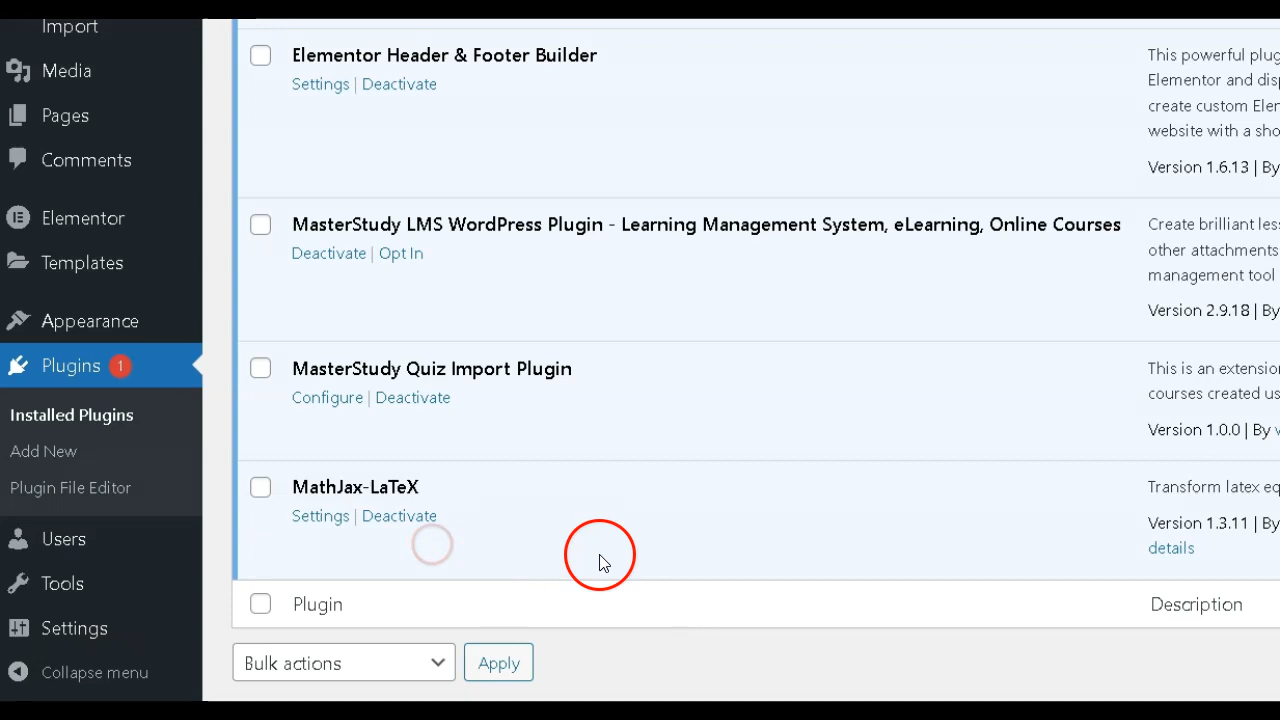 Import
Media
Pages
Comments
Elementor
Templates
Appearance
Plugins 1
Installed Plugins
Add New
Plugin File Editor
Users
Tools
Settings
Collapse menu
Elementor Header & Footer Builder
Settings | Deactivate
This powerful plug
Elementor and disp
create custom Eler
website with a sho
Version 1.6.13 | By
MasterStudy LMS WordPress Plugin - Learning Management System, eLearning, Online Courses
Deactivate | Opt In
Create brilliant less
other attachments
management tool
Version 2.9.18 | By
MasterStudy Quiz Import Plugin
Configure | Deactivate
This is an extensio
courses created us
Version 1.0.0 | By
MathJax-LaTeX
Settings | Deactivate
Transform latex eq
Version 1.3.11 | By
details
Plugin
Description
Bulk actions
Apply